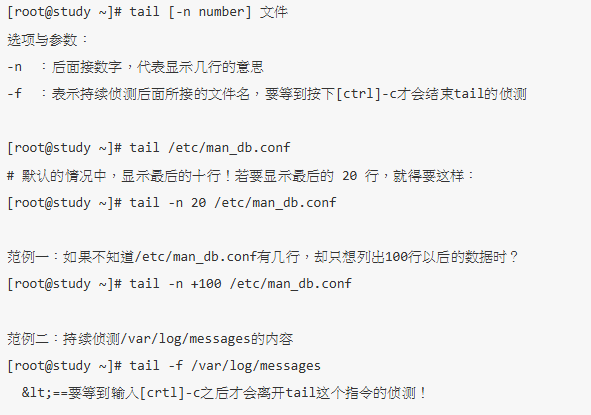 [root@study ~]# tail [-n number] 文件
选项与参数：
-n  ：后面接数字，代表显示几行的意思
-f  ：表示持续侦测后面所接的文件名，要等到按下[ctrl]-c才会结束tail的侦测
[root@study ~]# tail /etc/man_db.conf
# 默认的情况中，显示最后的十行！若要显示最后的 20 行，就得要这样：
[root@study ~]# tail -n 20 /etc/man_db.conf
范例一：如果不知道/etc/man_db.conf有几行，却只想列出100行以后的数据时？
[root@study ~]# tail -n +100 /etc/man_db.conf
范例二：持续侦测/var/log/messages的内容
[root@study ~]# tail -f /var/log/messages
  &lt;==要等到输入[crtl]-c之后才会离开tail这个指令的侦测！